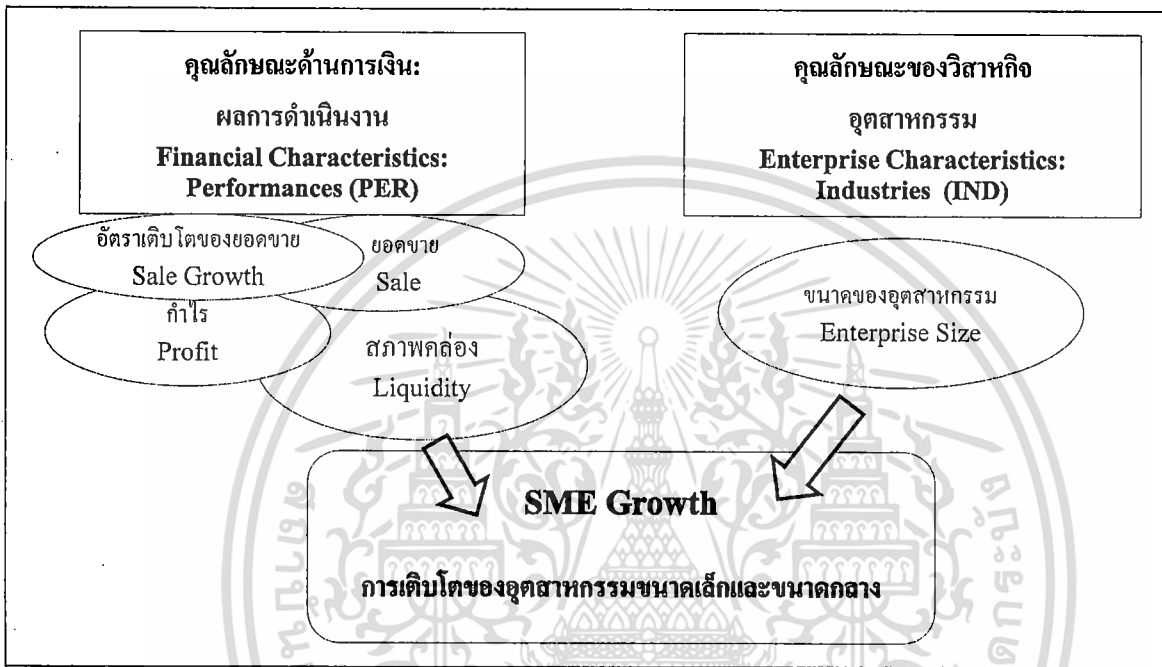 คุณลักษณะด้านการเงิน:
ผลการดำเนินงาน
Financial Characteristics:
Performances (PER)
อัตราเติบโตของยอดขาย
Sale Growth
ยอดขาย
Sale
กำไร
Profit
สภาพคล่อง
Liquidity
คุณลักษณะของวิสาหกิจ
อุตสาหกรรม
Enterprise Characteristics:
Industries (IND)
ขนาดของอุตสาหกรรม
Enterprise Size
SME Growth
การเติบโตของอุตสาหกรรมขนาดเล็กและขนาดกลาง